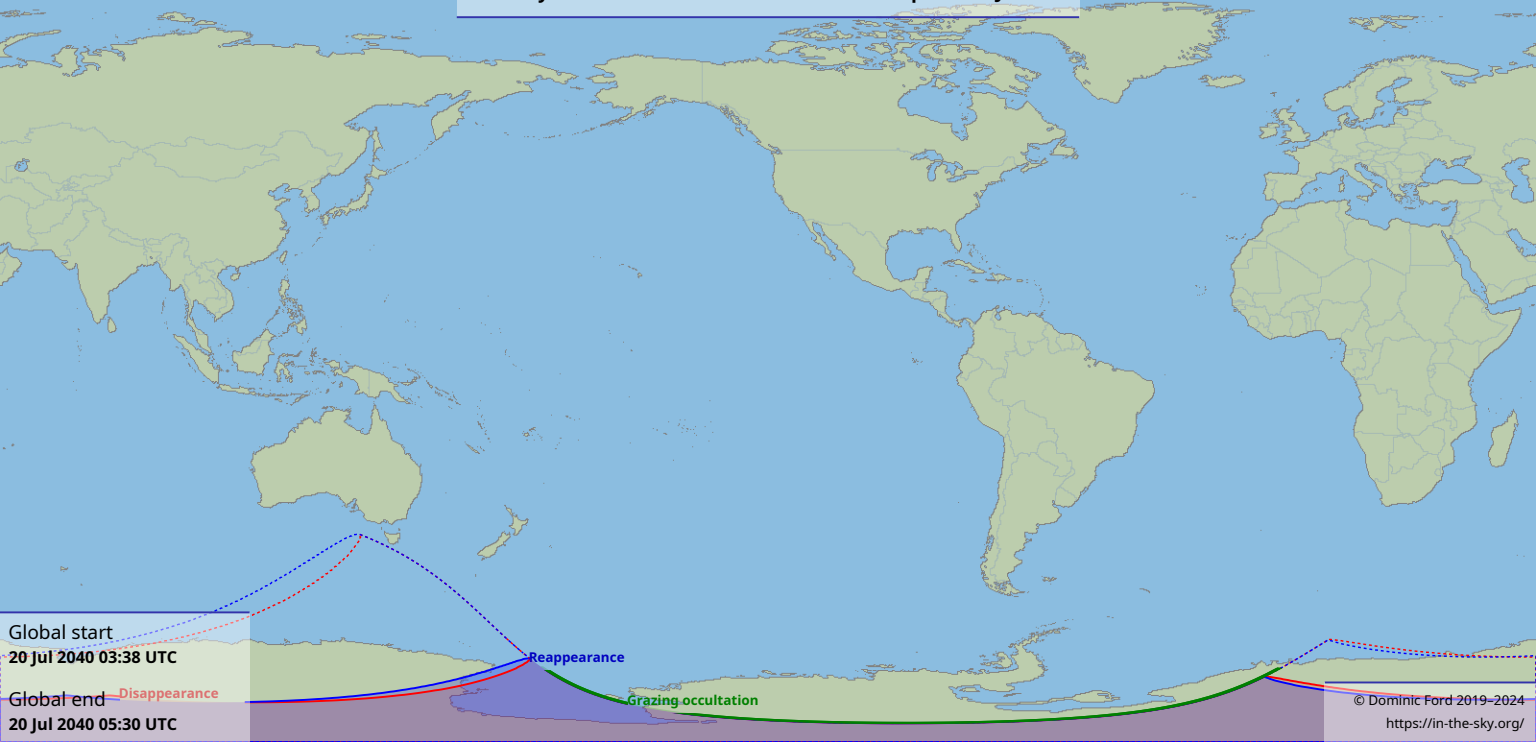 Reappearance
Grazing occultation
Disappearance
Global start
20 Jul 2040 03:38 UTC
Global end
20 Jul 2040 05:30 UTC
© Dominic Ford 2019–2024
https://in-the-sky.org/